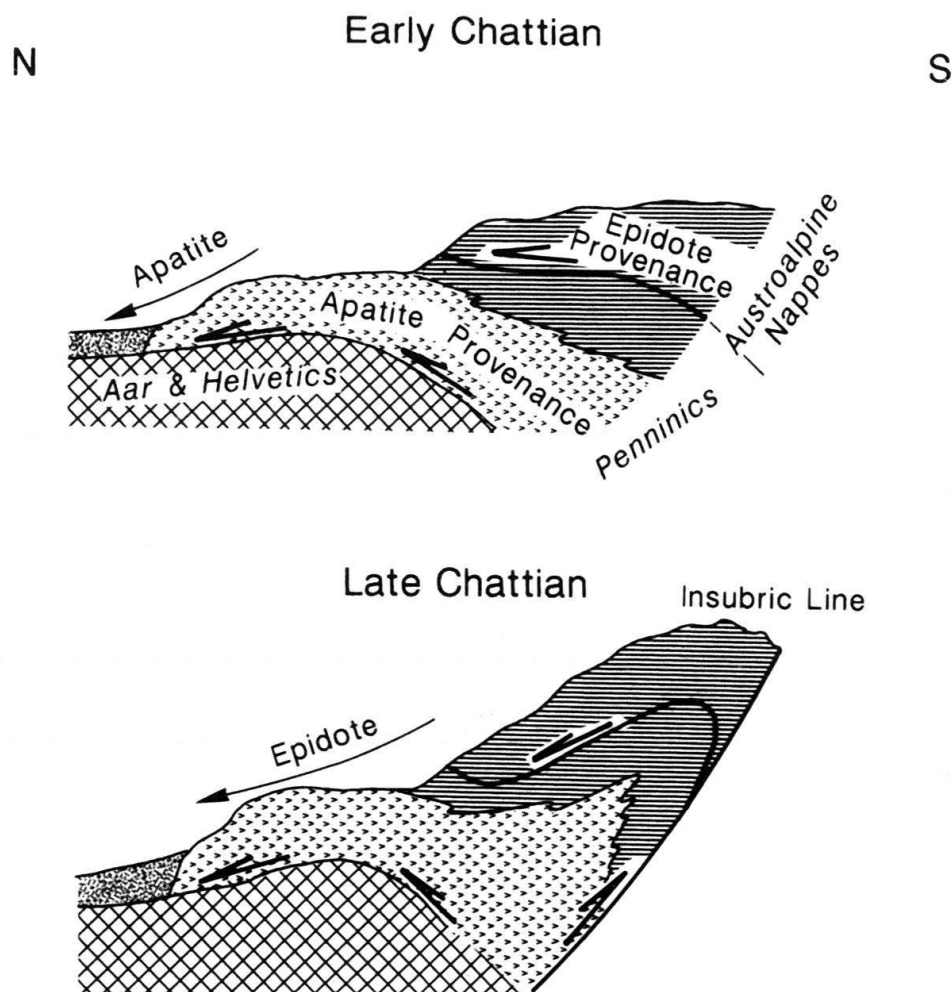 Early Chattian
N
S
Apatite
Epidote
Provenance
Austroalpine
Nappes
Apatite Provenance
Aar & Helvetics
Penninics
Late Chattian
Insubric Line
Epidote